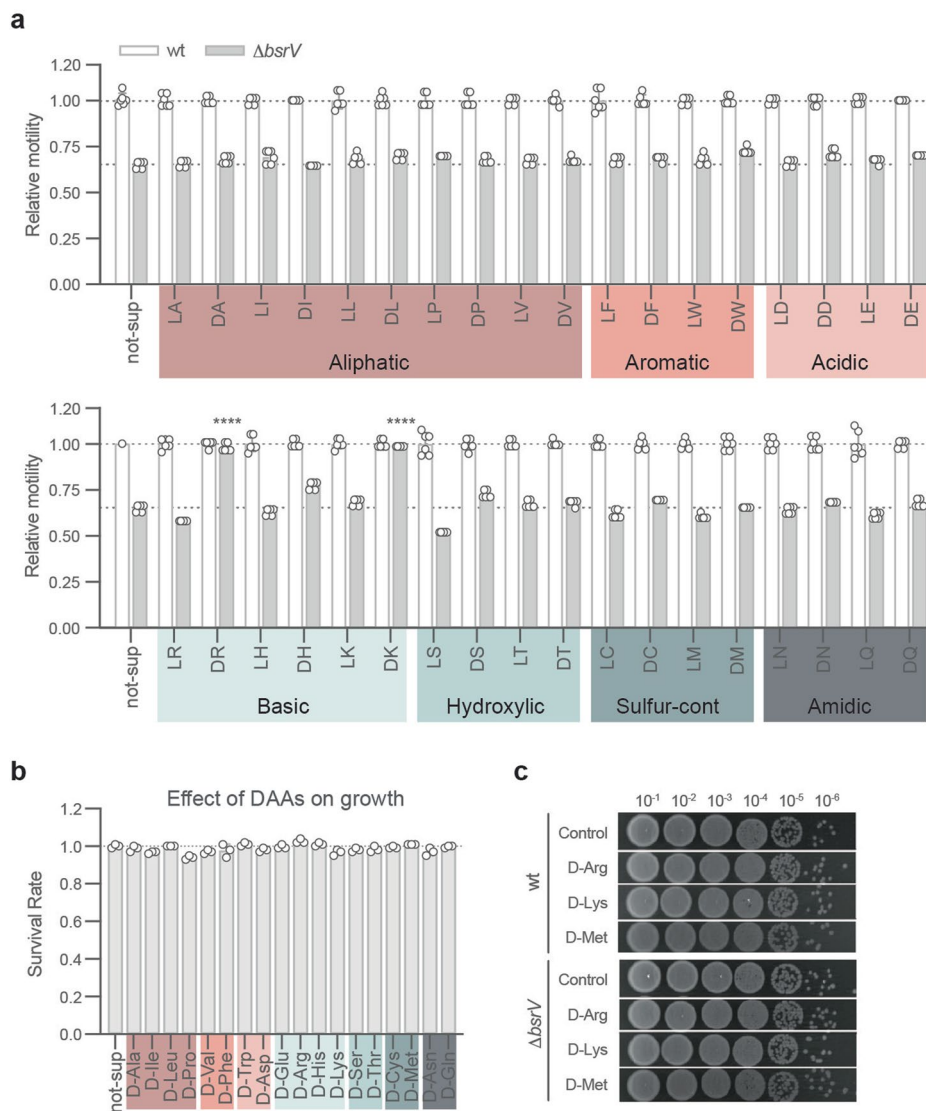 a
wt ΔbsrV
Relative motility
1.20
1.00
0.75
0.50
0.25
0.00
not-sup LA DA LI DI LL DL LP DP LV DV LF DF LW DW LD DD LE DE
Aliphatic Aromatic Acidic
Relative motility
1.20
1.00
0.75
0.50
0.25
0.00
**** ****
not-sup LR DR LH DH LK DK LS DS LT DT LC DC LM DM LN DN LQ DQ
Basic Hydroxylic Sulfur-cont Amidic
b
Effect of DAAs on growth
Survival Rate
1.2
1.0
0.8
0.6
0.4
1.2
0.0
not-sup D-Ala D-Ile D-Leu D-Pro D-Val D-Phe D-Trp D-Asp D-Glu D-Arg D-His D-Lys D-Ser D-Thr D-Cys D-Met D-Asn D-Gln
c
10-1 10-2 10-3 10-4 10-5 10-6
wt
Control
D-Arg
D-Lys
D-Met
ΔbsrV
Control
D-Arg
D-Lys
D-Met